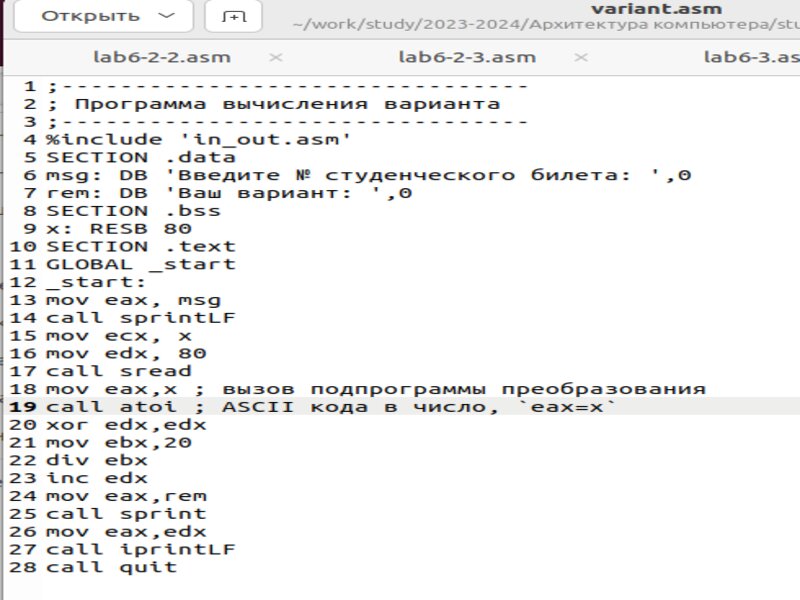 Открыть
variant.asm
~/work/study/2023-2024/Архитектура компьютера/stu
lab6-2-2.asm × lab6-2-3.asm × lab6-3.as
1 ;--------------------------------
2 ; Программа вычисления варианта
3 ;--------------------------------
4 %include 'in_out.asm'
5 SECTION .data
6 msg: DB 'Введите № студенческого билета: ',0
7 rem: DB 'Ваш вариант: ',0
8 SECTION .bss
9 x: RESB 80
10 SECTION .text
11 GLOBAL _start
12 _start:
13 mov eax, msg
14 call sprintLF
15 mov ecx, x
16 mov edx, 80
17 call sread
18 mov eax,x ; вызов подпрограммы преобразования
19 call atoi ; ASCII кода в число, `eax=x`
20 xor edx,edx
21 mov ebx,20
22 div ebx
23 inc edx
24 mov eax,rem
25 call sprint
26 mov eax,edx
27 call iprintLF
28 call quit